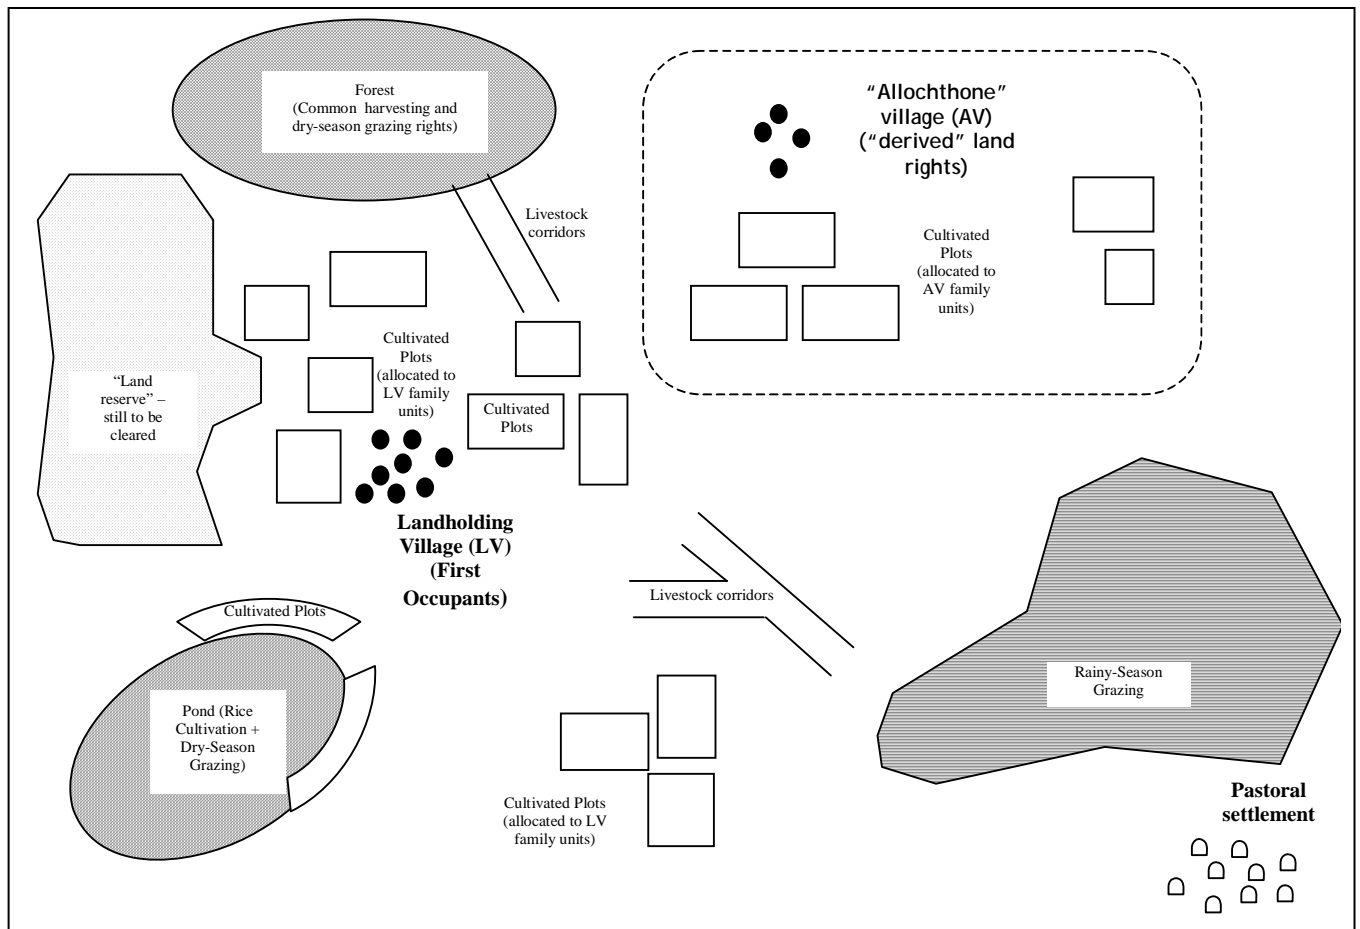 Forest
(Common harvesting and
dry-season grazing rights)
“Allochthone”
village (AV)
(“derived” land
rights)
Livestock
corridors
Cultivated
Plots
(allocated to
AV family
units)
Cultivated
Plots
(allocated to
LV family
units)
“Land
reserve” –
still to be
cleared
Cultivated
Plots
Landholding
Village (LV)
(First
Occupants)
Livestock corridors
Cultivated Plots
Rainy-Season
Grazing
Pond (Rice
Cultivation +
Dry-Season
Grazing)
Cultivated Plots
(allocated to LV
family units)
Pastoral
settlement